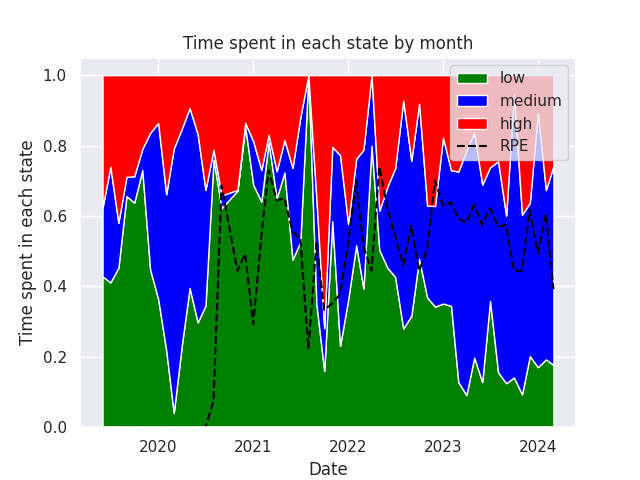 Time spent in each state by month
low
medium
high
RPE
1.0
0.8
0.6
0.4
0.2
0.0
Time spent in each state
2020 2021 2022 2023 2024
Date